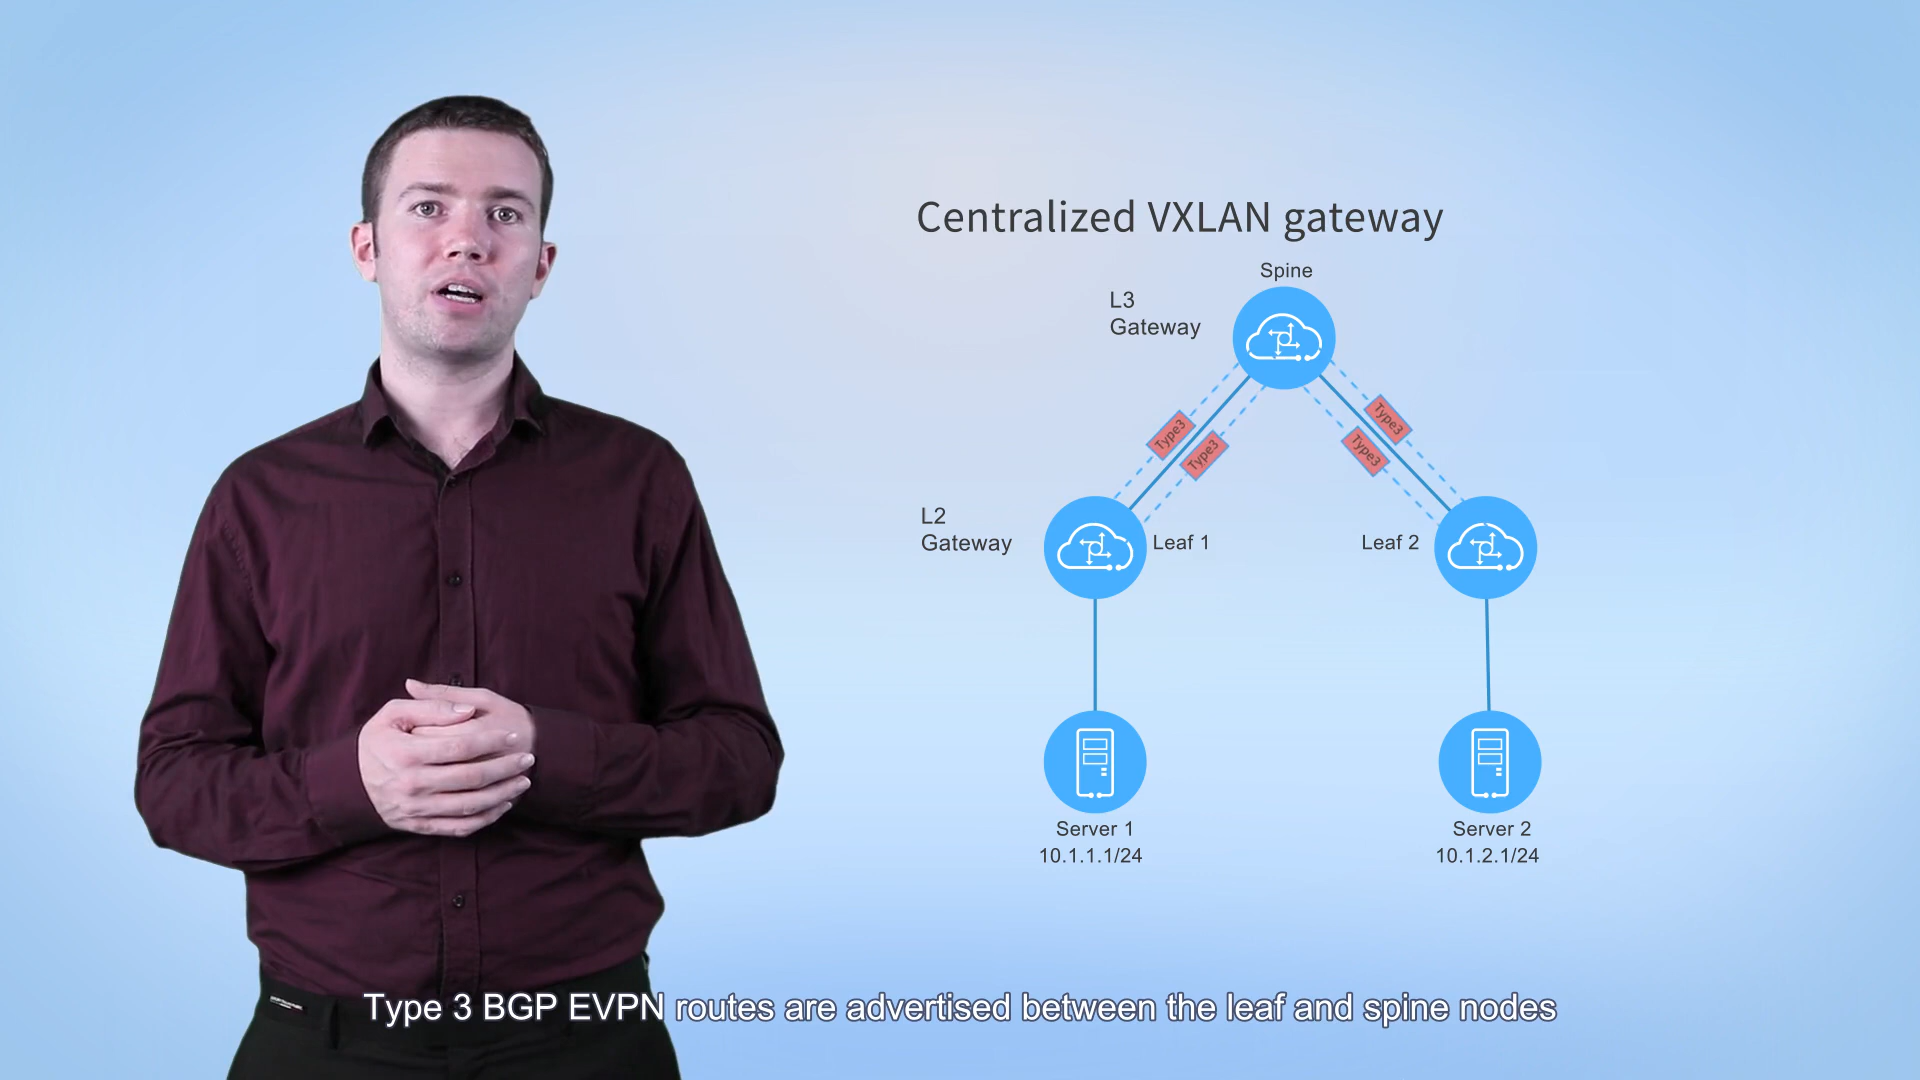 Centralized VXLAN gateway
Spine
L3
Gateway
Type3
Type3
Type3
Type3
L2
Gateway
Leaf 1
Leaf 2
Server 1
10.1.1.1/24
Server 2
10.1.2.1/24
Type 3 BGP EVPN routes are advertised between the leaf and spine nodes